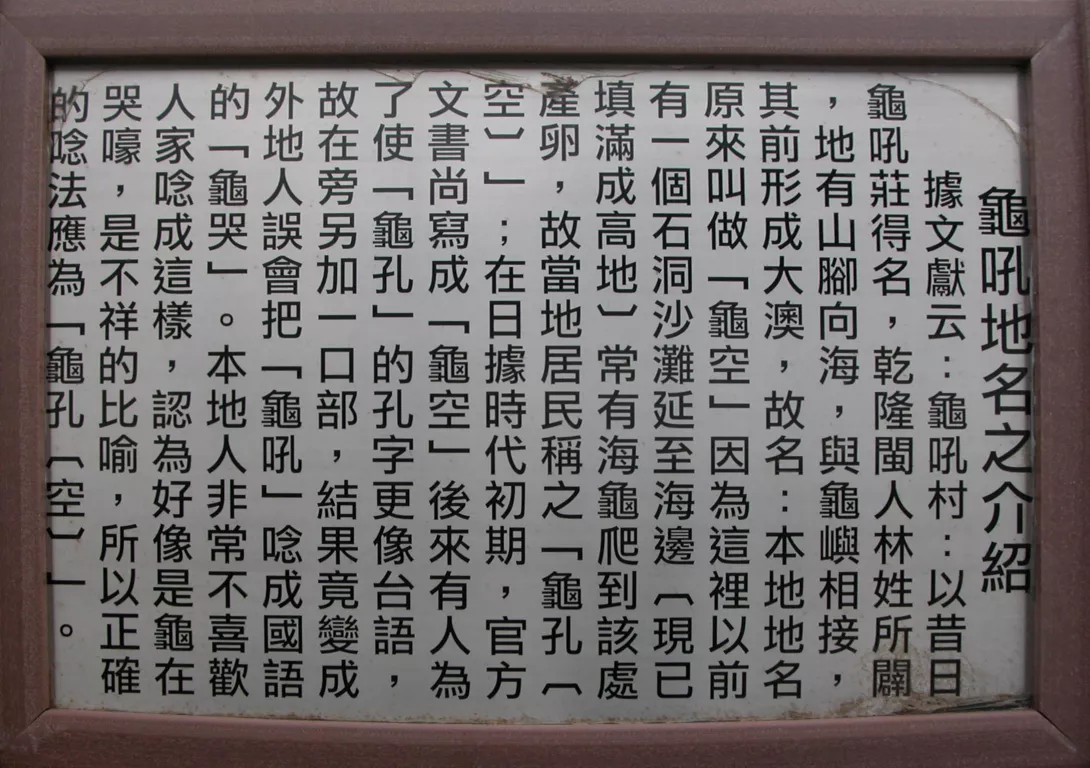 龜吼地名之介紹
據文獻云：龜吼村：以昔日
龜吼莊得名，乾隆閩人林姓所闢
，地有山腳向海，與龜嶼相接，
其前形成大澳，故名：本地地名
原來叫做「龜空」因為這裡以前
有一個石洞沙灘延至海邊〔現已
填滿成高地〕常有海龜爬到該處
產卵，故當地居民稱之「龜孔〔
空〕」；在日據時代初期，官方
文書尚寫成「龜空」後來有人為
了使「龜孔」的孔字更像台語，
故在旁另加一口部，結果竟變成
外地人誤會把「龜吼」唸成國語
的「龜哭」。本地人非常不喜歡
人家唸成這樣，認為好像是龜在
哭嚎，是不祥的比喻，所以正確
的唸法應為「龜孔〔空〕」。